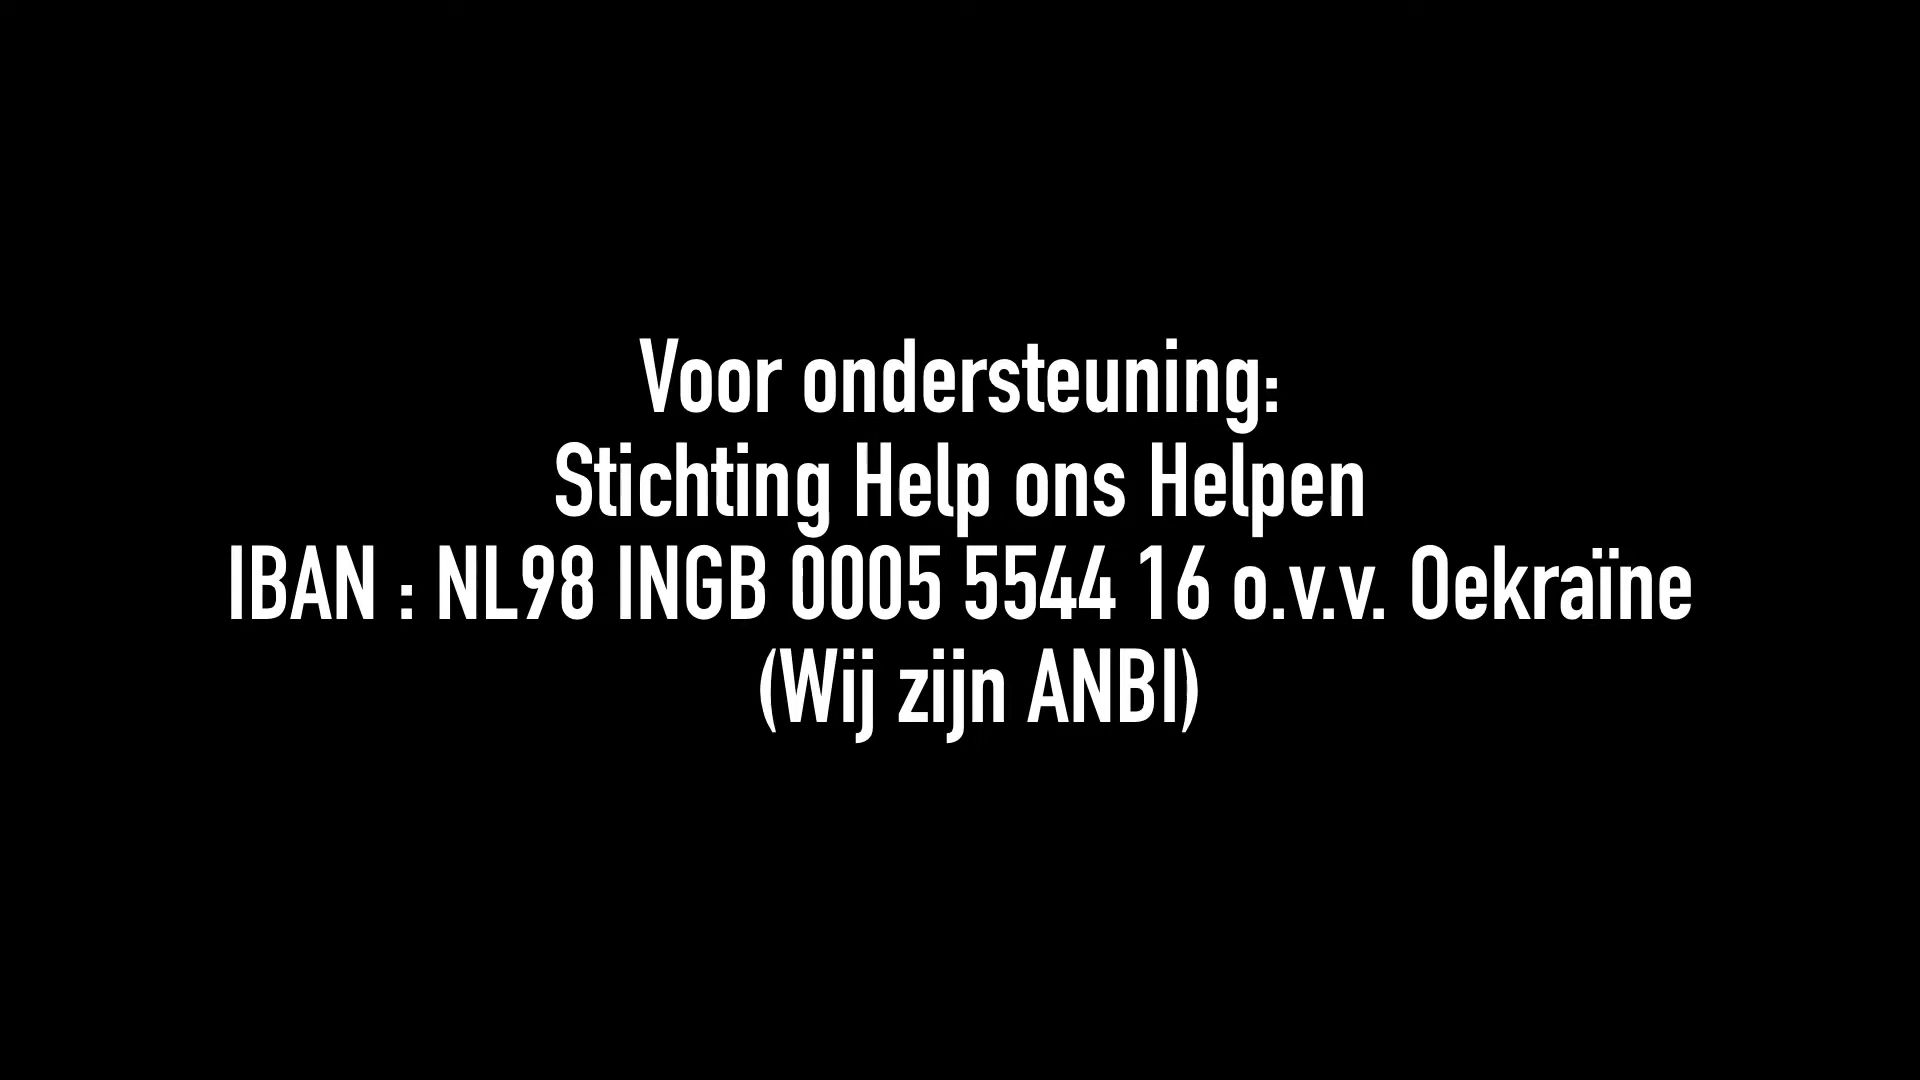 Voor ondersteuning:
Stichting Help ons Helpen
IBAN : NL98 INGB 0005 5544 16 o.v.v. Oekraïne
(Wij zijn ANBI)